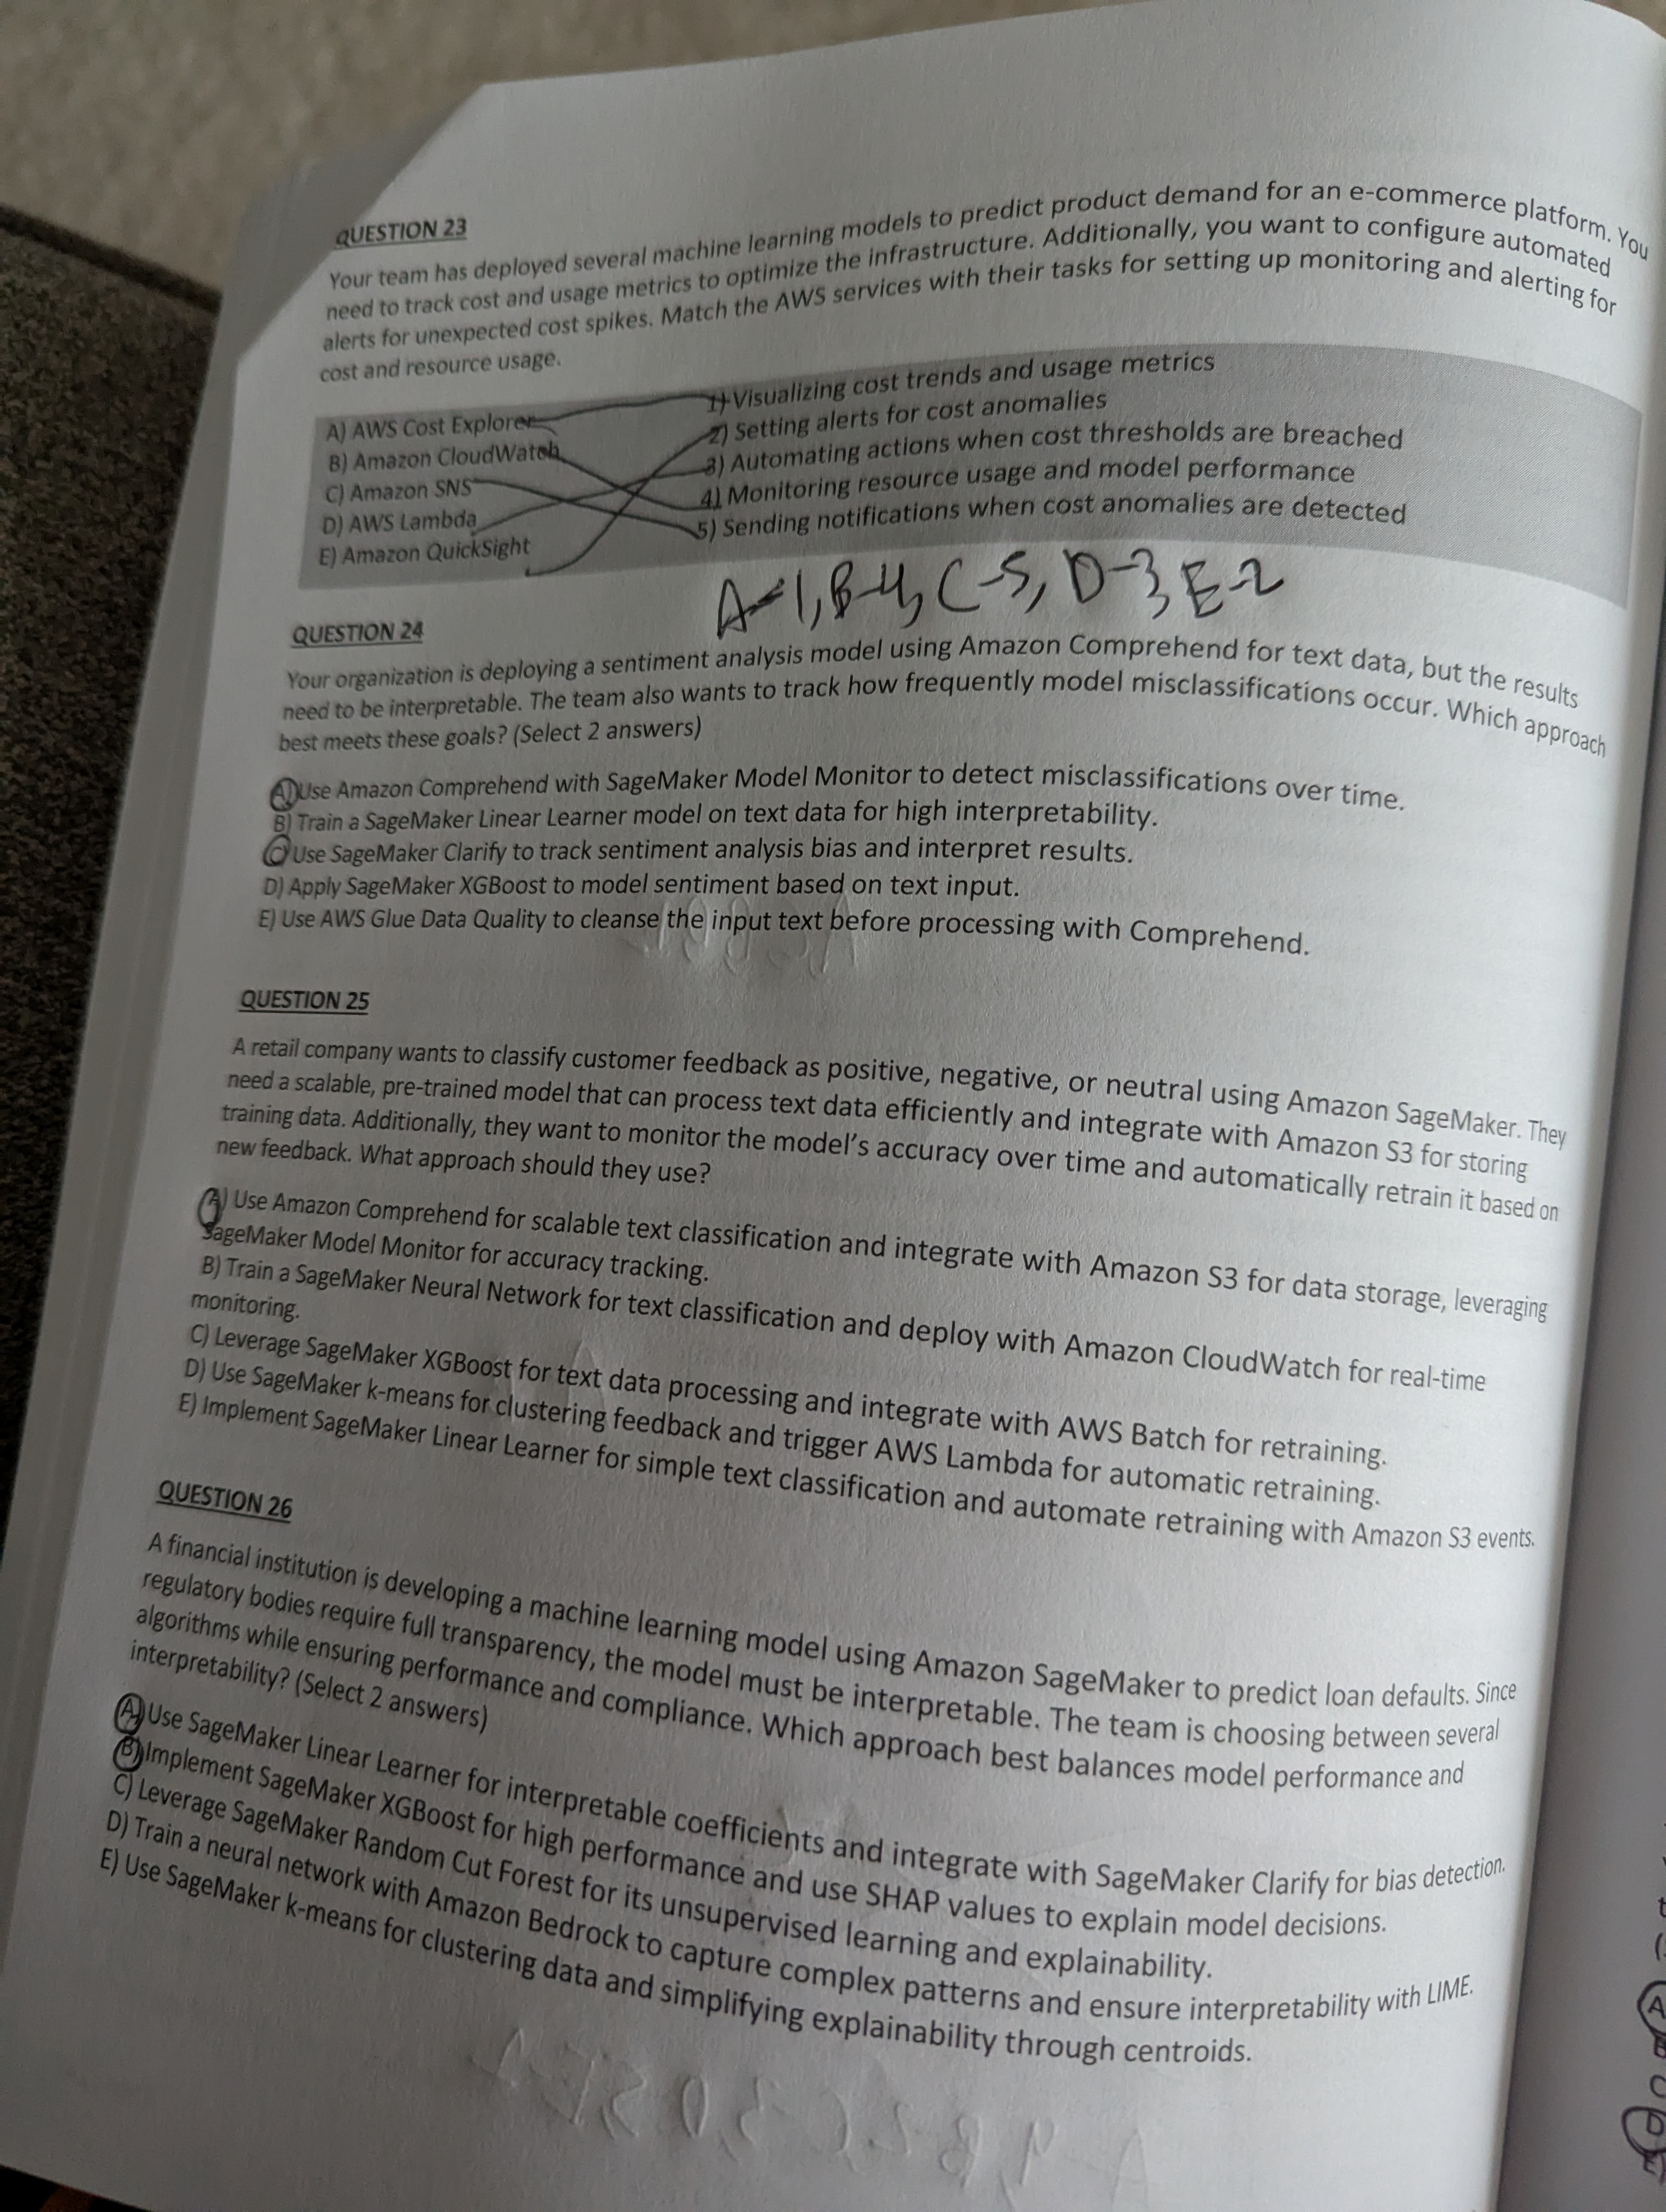 QUESTION 23
Your team has deployed several machine learning models to predict product demand for an e-commerce platform. You
need to track cost and usage metrics to optimize the infrastructure. Additionally, you want to configure automated
alerts for unexpected cost spikes. Match the AWS services with their tasks for setting up monitoring and alerting for
cost and resource usage.
A) AWS Cost Explorer
B) Amazon CloudWatch
C) Amazon SNS
D) AWS Lambda
E) Amazon QuickSight
1) Visualizing cost trends and usage metrics
2) Setting alerts for cost anomalies
3) Automating actions when cost thresholds are breached
4) Monitoring resource usage and model performance
5) Sending notifications when cost anomalies are detected
A-1, B-4, C-5, D-3, E-2
QUESTION 24
Your organization is deploying a sentiment analysis model using Amazon Comprehend for text data, but the results
need to be interpretable. The team also wants to track how frequently model misclassifications occur. Which approach
best meets these goals? (Select 2 answers)
A) Use Amazon Comprehend with SageMaker Model Monitor to detect misclassifications over time.
B) Train a SageMaker Linear Learner model on text data for high interpretability.
C) Use SageMaker Clarify to track sentiment analysis bias and interpret results.
D) Apply SageMaker XGBoost to model sentiment based on text input.
E) Use AWS Glue Data Quality to cleanse the input text before processing with Comprehend.
QUESTION 25
A retail company wants to classify customer feedback as positive, negative, or neutral using Amazon SageMaker. They
need a scalable, pre-trained model that can process text data efficiently and integrate with Amazon S3 for storing
training data. Additionally, they want to monitor the model's accuracy over time and automatically retrain it based on
new feedback. What approach should they use?
A) Use Amazon Comprehend for scalable text classification and integrate with Amazon S3 for data storage, leveraging
SageMaker Model Monitor for accuracy tracking.
B) Train a SageMaker Neural Network for text classification and deploy with Amazon CloudWatch for real-time
monitoring.
C) Leverage SageMaker XGBoost for text data processing and integrate with AWS Batch for retraining.
D) Use SageMaker k-means for clustering feedback and trigger AWS Lambda for automatic retraining.
E) Implement SageMaker Linear Learner for simple text classification and automate retraining with Amazon S3 events.
QUESTION 26
A financial institution is developing a machine learning model using Amazon SageMaker to predict loan defaults. Since
regulatory bodies require full transparency, the model must be interpretable. The team is choosing between several
algorithms while ensuring performance and compliance. Which approach best balances model performance and
interpretability? (Select 2 answers)
A) Use SageMaker Linear Learner for interpretable coefficients and integrate with SageMaker Clarify for bias detection.
B) Implement SageMaker XGBoost for high performance and use SHAP values to explain model decisions.
C) Leverage SageMaker Random Cut Forest for its unsupervised learning and explainability.
D) Train a neural network with Amazon Bedrock to capture complex patterns and ensure interpretability with LIME.
E) Use SageMaker k-means for clustering data and simplifying explainability through centroids.
A
B
C
D
E